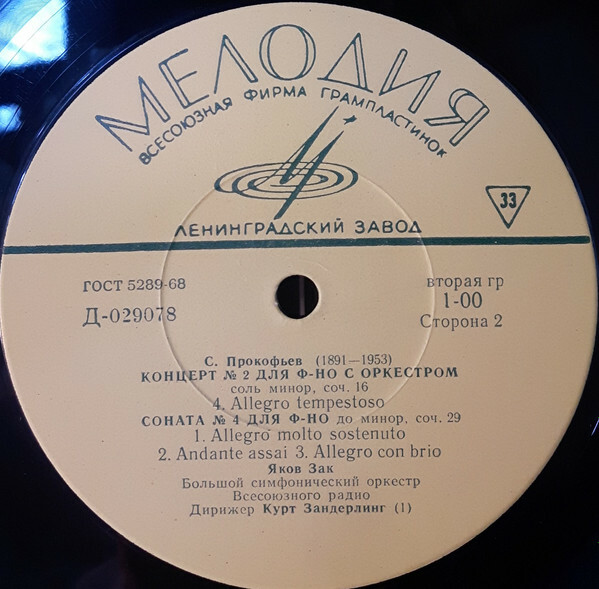 МЕЛОДИЯ
ВСЕСОЮЗНАЯ ФИРМА ГРАМПЛАСТИНОК
ЛЕНИНГРАДСКИЙ ЗАВОД
33
ГОСТ 5289-68
Д-029078
вторая гр
1-00
Сторона 2
С. Прокофьев (1891—1953)
КОНЦЕРТ № 2 ДЛЯ Ф-НО С ОРКЕСТРОМ
соль минор, соч. 16
4. Allegro tempestoso
СОНАТА № 4 ДЛЯ Ф-НО до минор, соч. 29
1. Allegro molto sostenuto
2. Andante assai 3. Allegro con brio
Яков Зак
Большой симфонический оркестр
Всесоюзного радио
Дирижер Курт Зандерлинг (1)